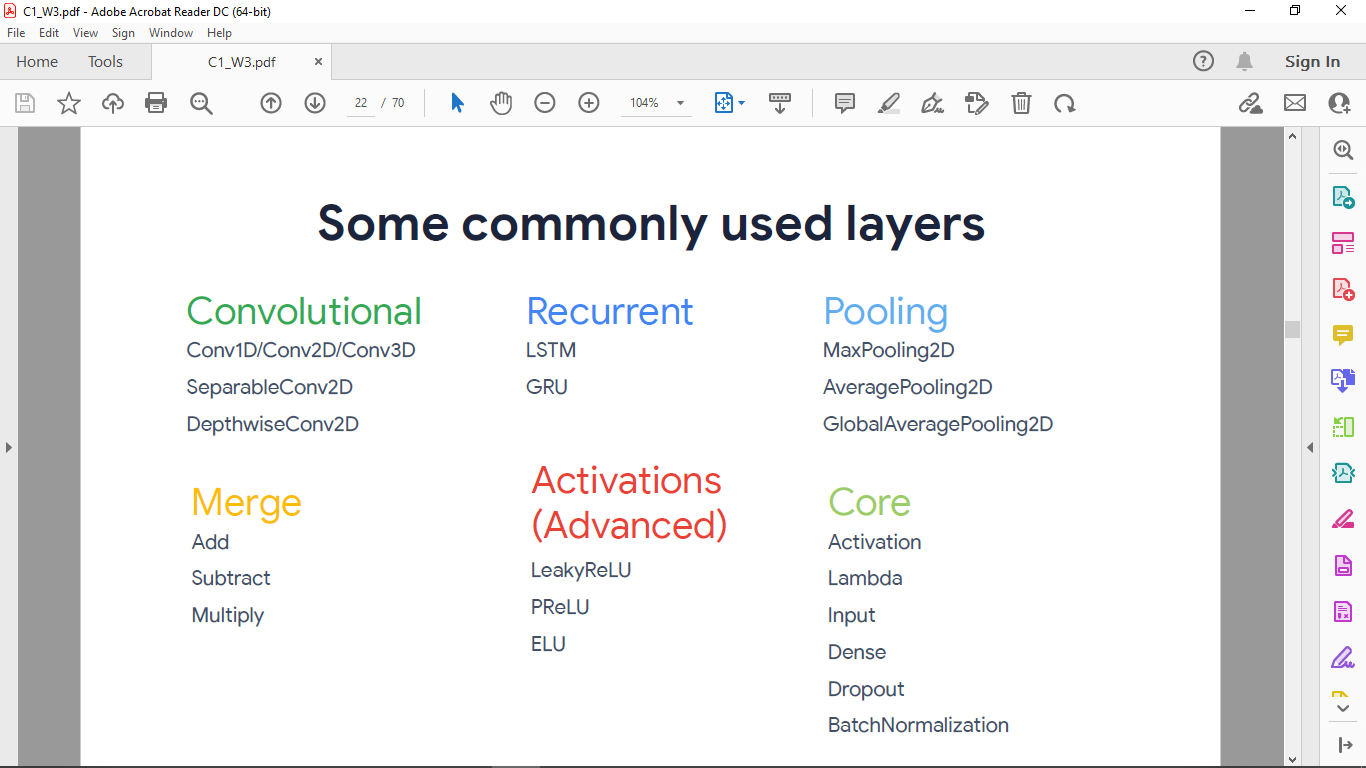 C1_W3.pdf - Adobe Acrobat Reader DC (64-bit)
File Edit View Sign Window Help
Home Tools C1_W3.pdf Sign In
22 / 70 104%
Some commonly used layers
Convolutional
Conv1D/Conv2D/Conv3D
SeparableConv2D
DepthwiseConv2D
Recurrent
LSTM
GRU
Pooling
MaxPooling2D
AveragePooling2D
GlobalAveragePooling2D
Merge
Add
Subtract
Multiply
Activations
(Advanced)
LeakyReLU
PReLU
ELU
Core
Activation
Lambda
Input
Dense
Dropout
BatchNormalization